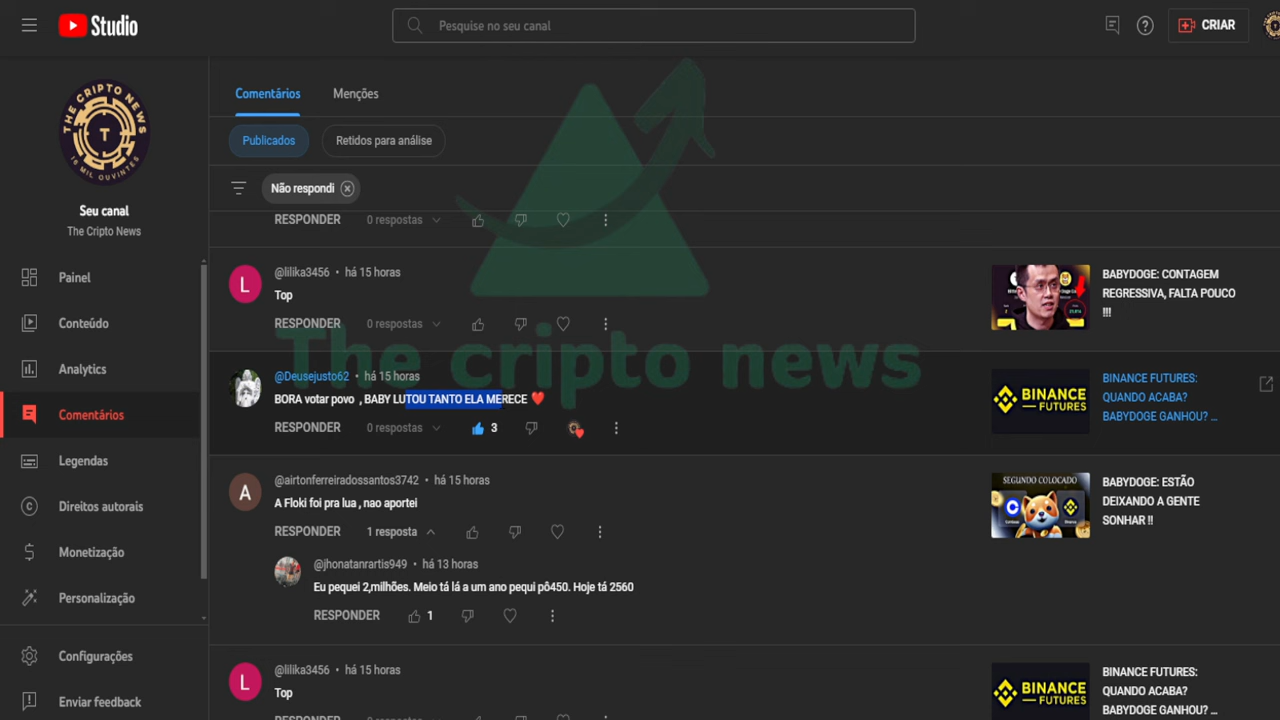 Studio
Pesquise no seu canal
CRIAR
THE CRIPTO NEWS
T
16 MIL OUVINTES
Seu canal
The Cripto News
Painel
Conteúdo
Analytics
Comentários
Legendas
Direitos autorais
Monetização
Personalização
Configurações
Enviar feedback
Comentários Menções
Publicados Retidos para análise
Não respondi
RESPONDER 0 respostas
The cripto news
L
@lilika3456 • há 15 horas
Top
RESPONDER 0 respostas
BABYDOGE: CONTAGEM
REGRESSIVA, FALTA POUCO
!!!
@Deusejusto62 • há 15 horas
BORA votar povo , BABY LUTOU TANTO ELA MERECE ❤️
RESPONDER 0 respostas 3
BINANCE
FUTURES
BINANCE FUTURES:
QUANDO ACABA?
BABYDOGE GANHOU? ...
A
@airtonferreiradossantos3742 • há 15 horas
A Floki foi pra lua , nao aportei
RESPONDER 1 resposta
SEGUNDO COLOCADO
BABYDOGE: ESTÃO
DEIXANDO A GENTE
SONHAR !!
@jhonatanrartis949 • há 13 horas
Eu pequei 2,milhões. Meio tá lá a um ano pequi pô450. Hoje tá 2560
RESPONDER 1
L
@lilika3456 • há 15 horas
Top
BINANCE
FUTURES
BINANCE FUTURES:
QUANDO ACABA?
BABYDOGE GANHOU? ...